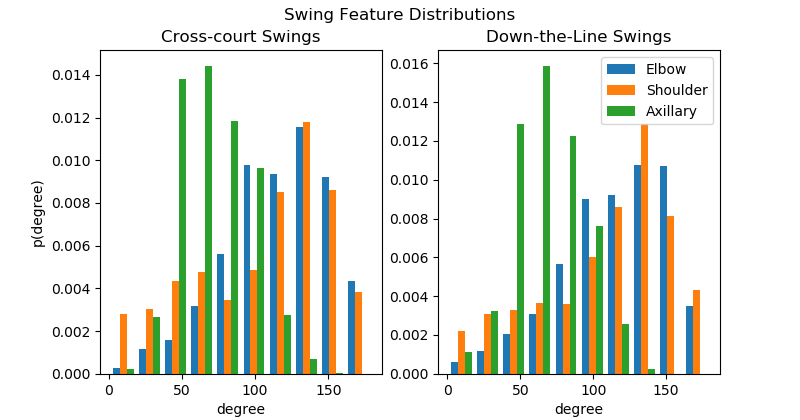 Swing Feature Distributions
Cross-court Swings
p(degree)
0.014
0.012
0.010
0.008
0.006
0.004
0.002
0.000
0 50 100 150
degree
Down-the-Line Swings
0.016
0.014
0.012
0.010
0.008
0.006
0.004
0.002
0.000
Elbow
Shoulder
Axillary
0 50 100 150
degree